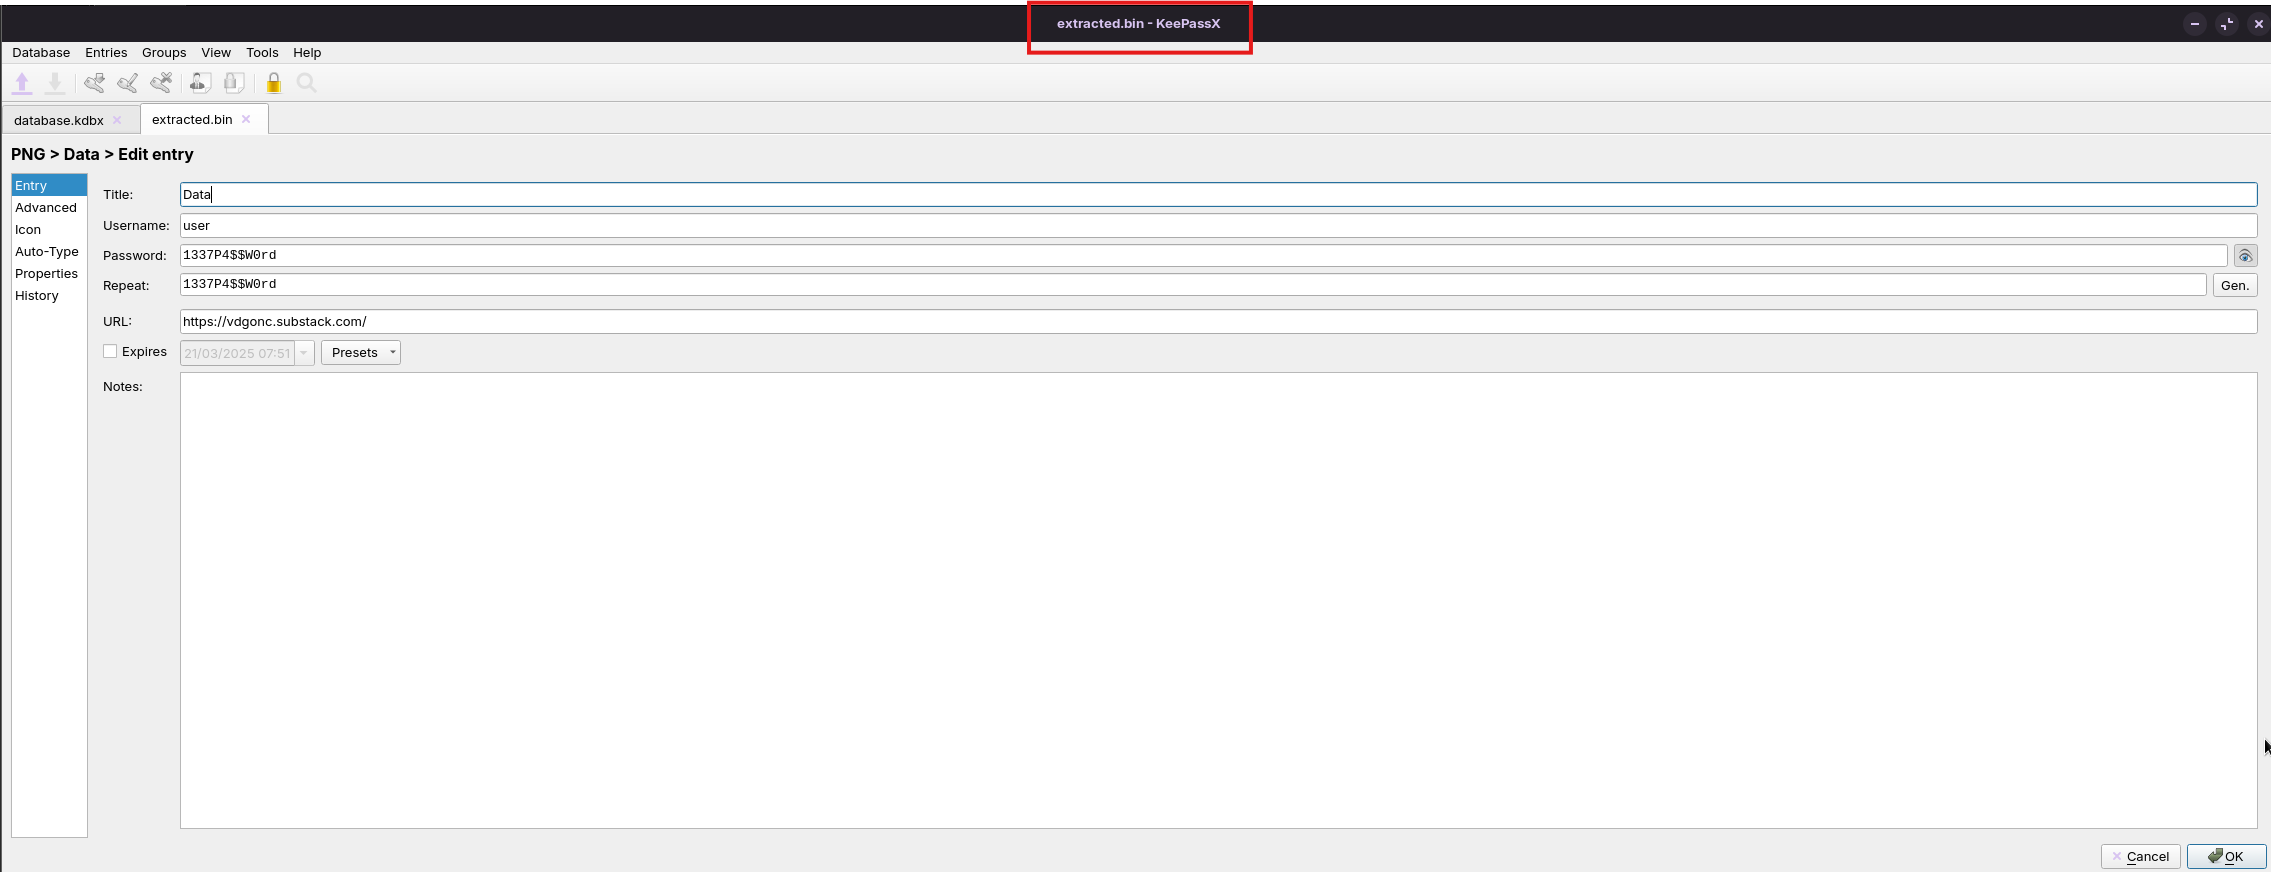 extracted.bin - KeePassX
Database Entries Groups View Tools Help
database.kdbx extracted.bin
PNG > Data > Edit entry
Entry
Advanced
Icon
Auto-Type
Properties
History
Title: Data
Username: user
Password: 1337P4$$W0rd
Repeat: 1337P4$$W0rd Gen.
URL: https://vdgonc.substack.com/
Expires 21/03/2025 07:51 Presets
Notes:
Cancel OK